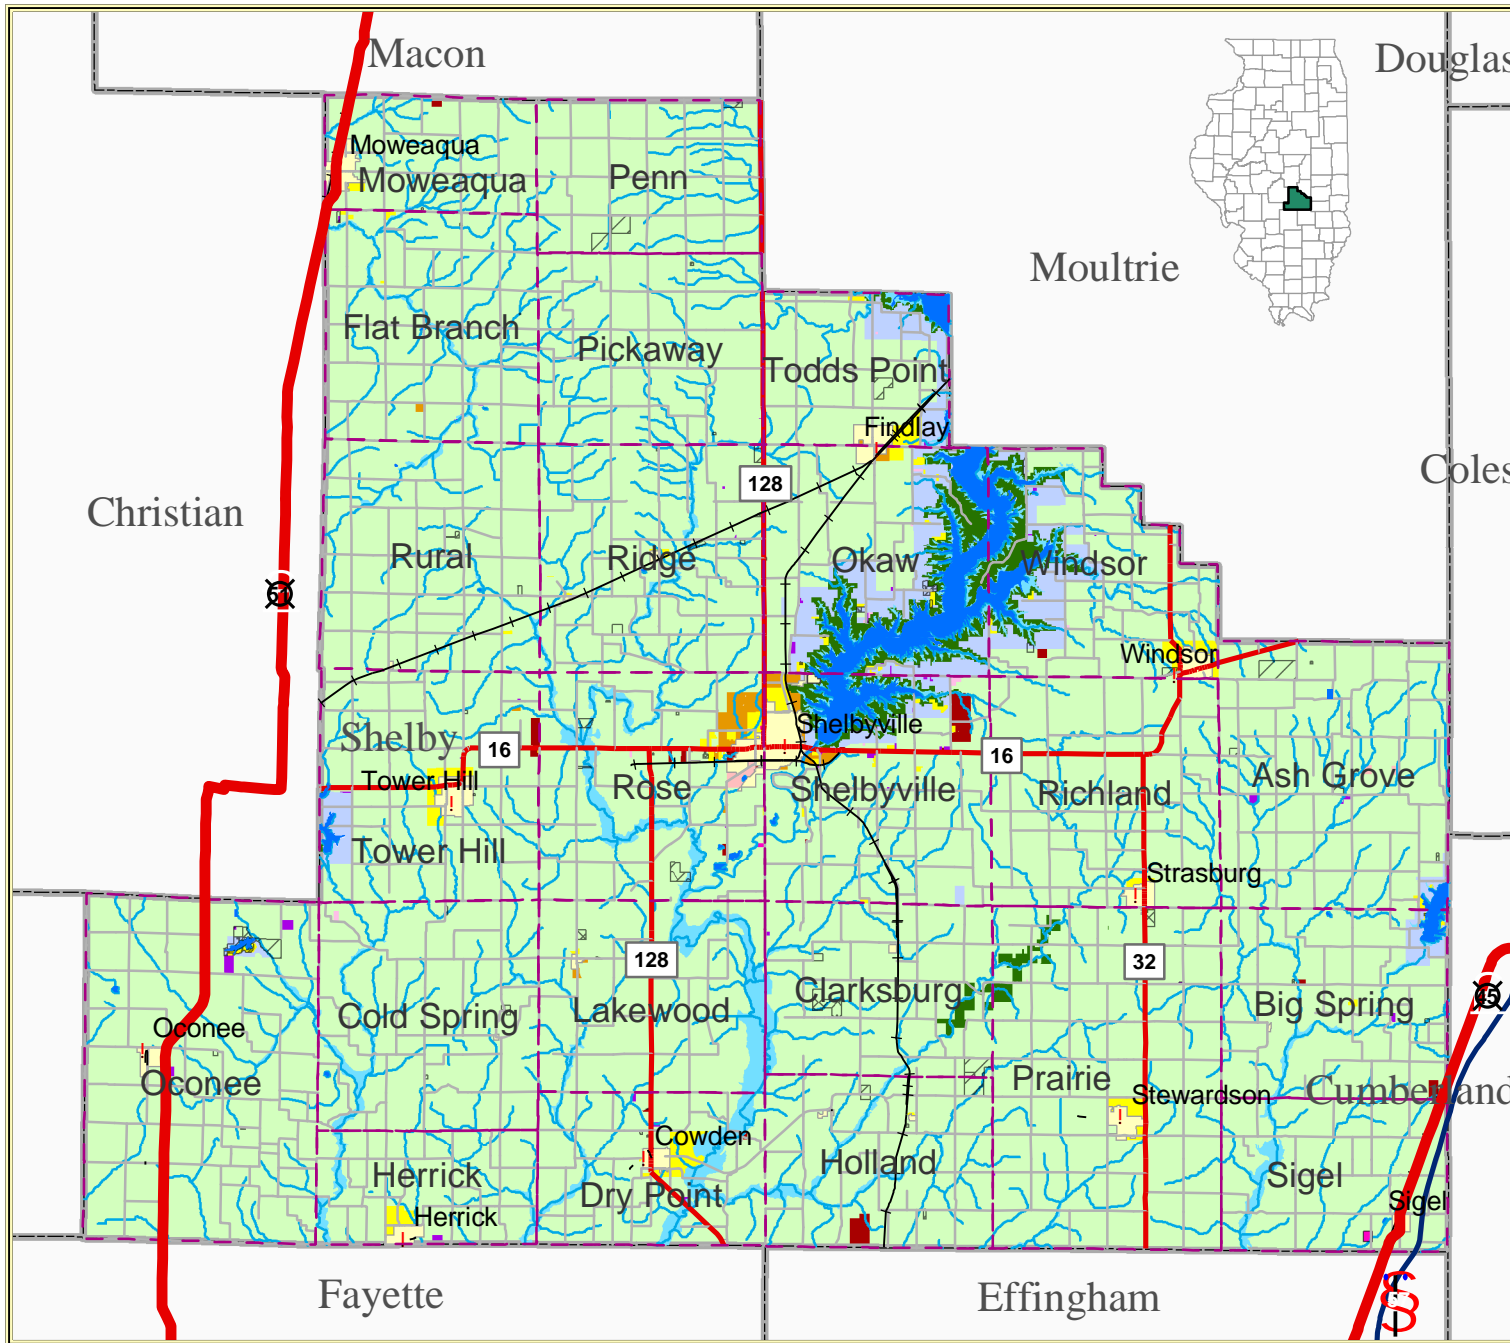 Macon
Douglas
Moweaqua
Moweaqua
Penn
Moultrie
Flat Branch
Pickaway
Todds Point
Findlay
Coles
128
Christian
Rural
Ridge
Okaw
Windsor
51
Windsor
Shelbyville
Shelby
16
16
Tower Hill
Rose
Shelbyville
Richland
Ash Grove
Tower Hill
Strasburg
128
32
Clarksburg
Big Spring
45
Cold Spring
Lakewood
Oconee
Oconee
Prairie
Stewardson
Cumberland
Cowden
Holland
Herrick
Dry Point
Sigel
Sigel
Herrick
Fayette
Effingham